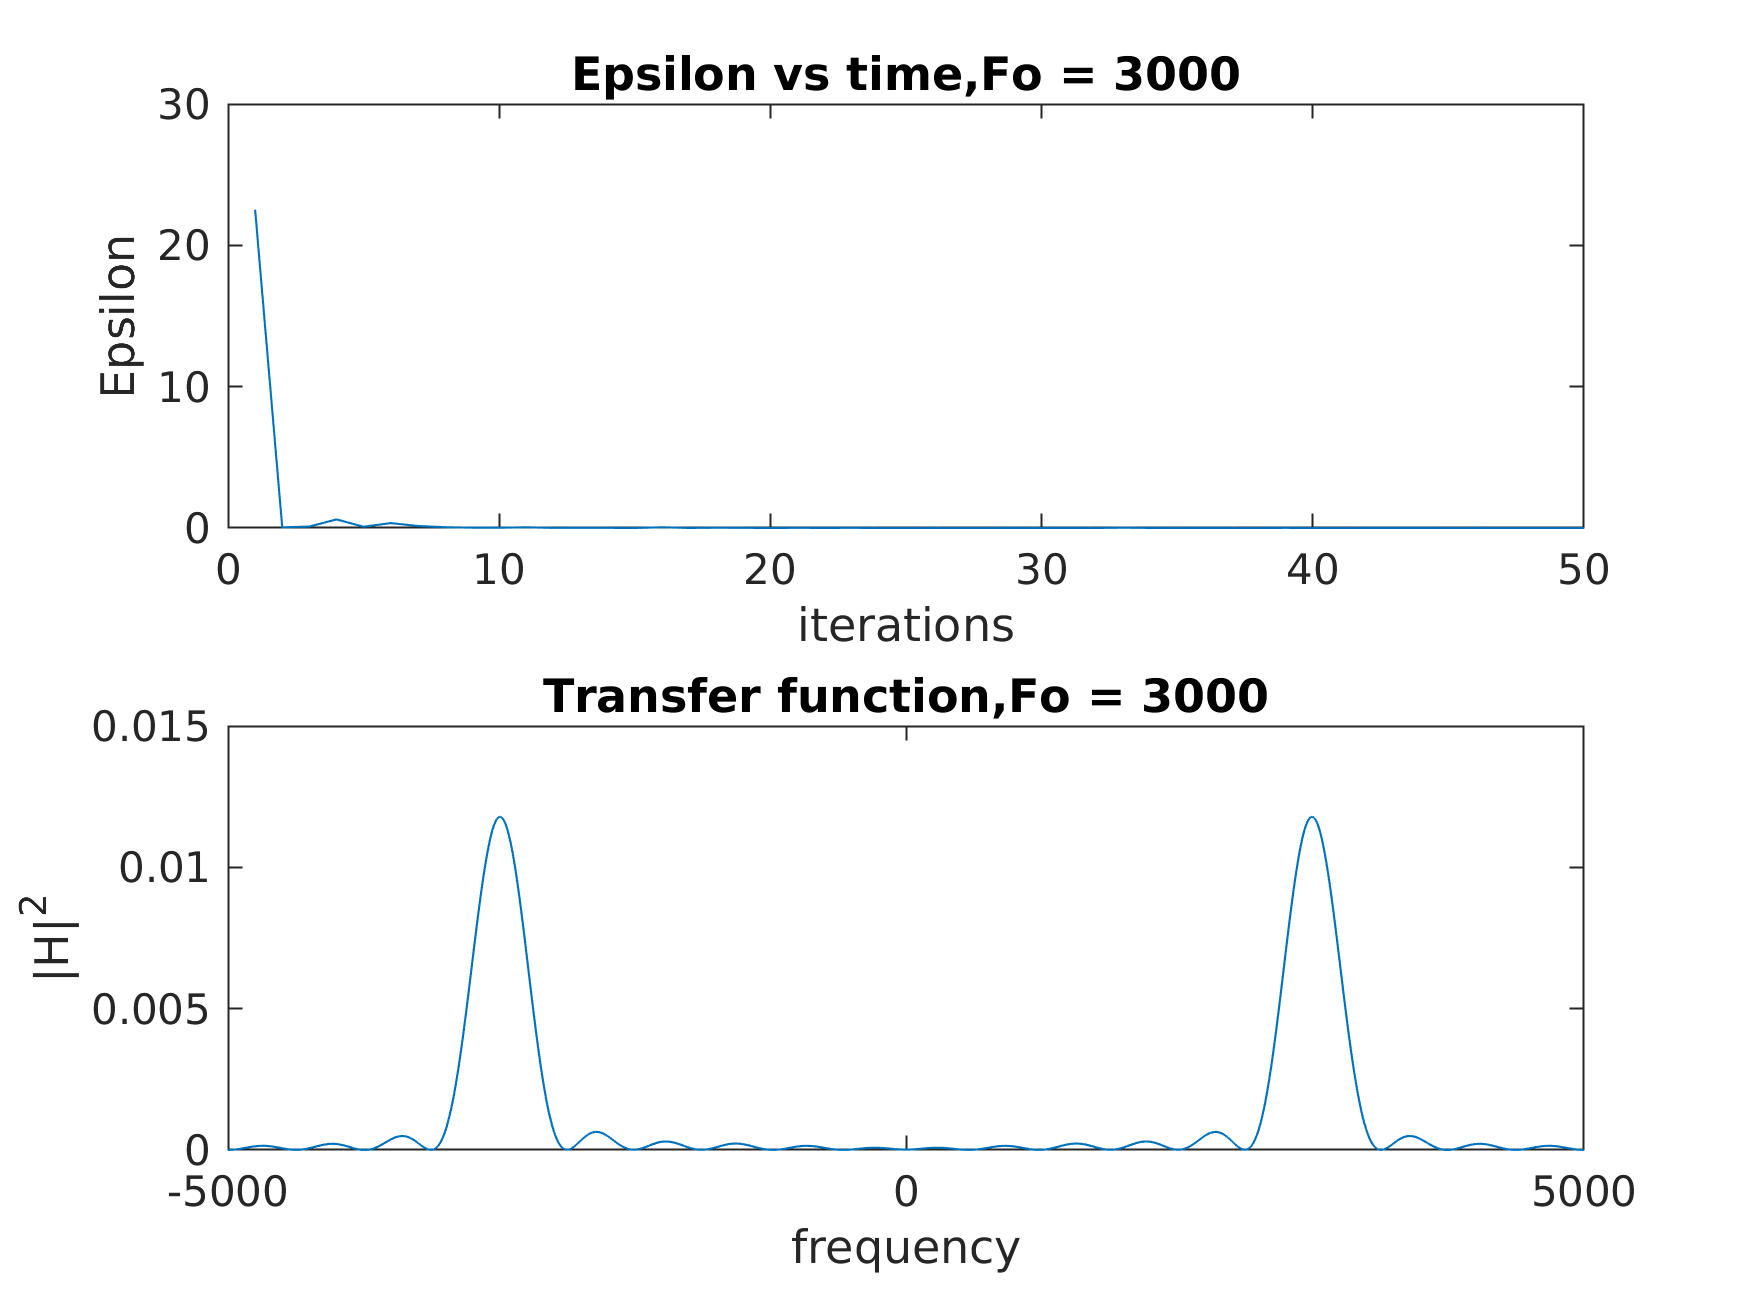 Epsilon vs time,Fo = 3000
30
20
10
0
Epsilon
0 10 20 30 40 50
iterations
Transfer function,Fo = 3000
0.015
0.01
0.005
0
|H|²
-5000 0 5000
frequency